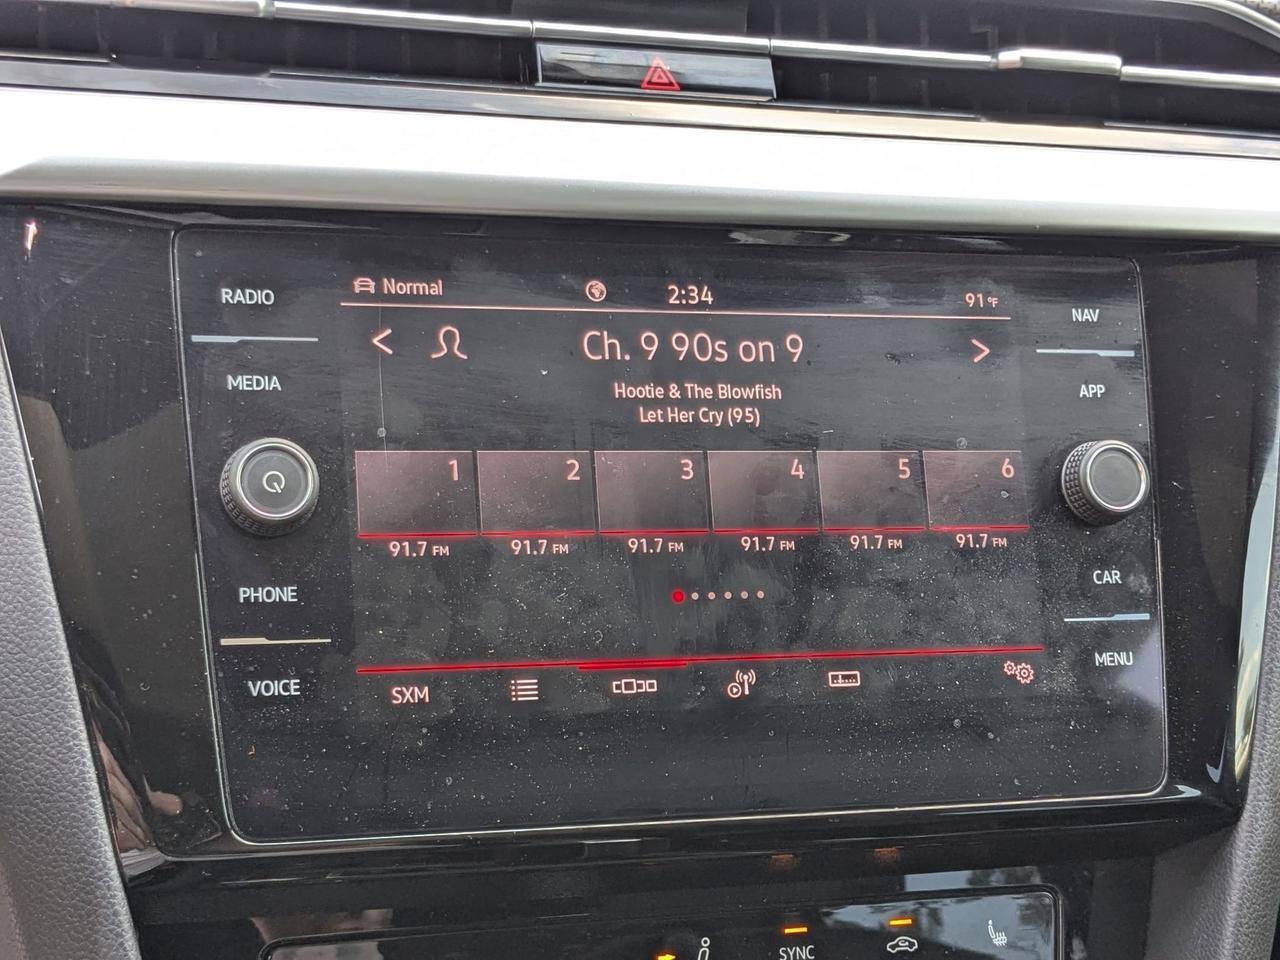 RADIO
MEDIA
PHONE
VOICE
Normal
2:34
91°F
Ch. 9 90s on 9
Hootie & The Blowfish
Let Her Cry (95)
1 2 3 4 5 6
91.7 FM 91.7 FM 91.7 FM 91.7 FM 91.7 FM 91.7 FM
SXM
NAV
APP
CAR
MENU
SYNC